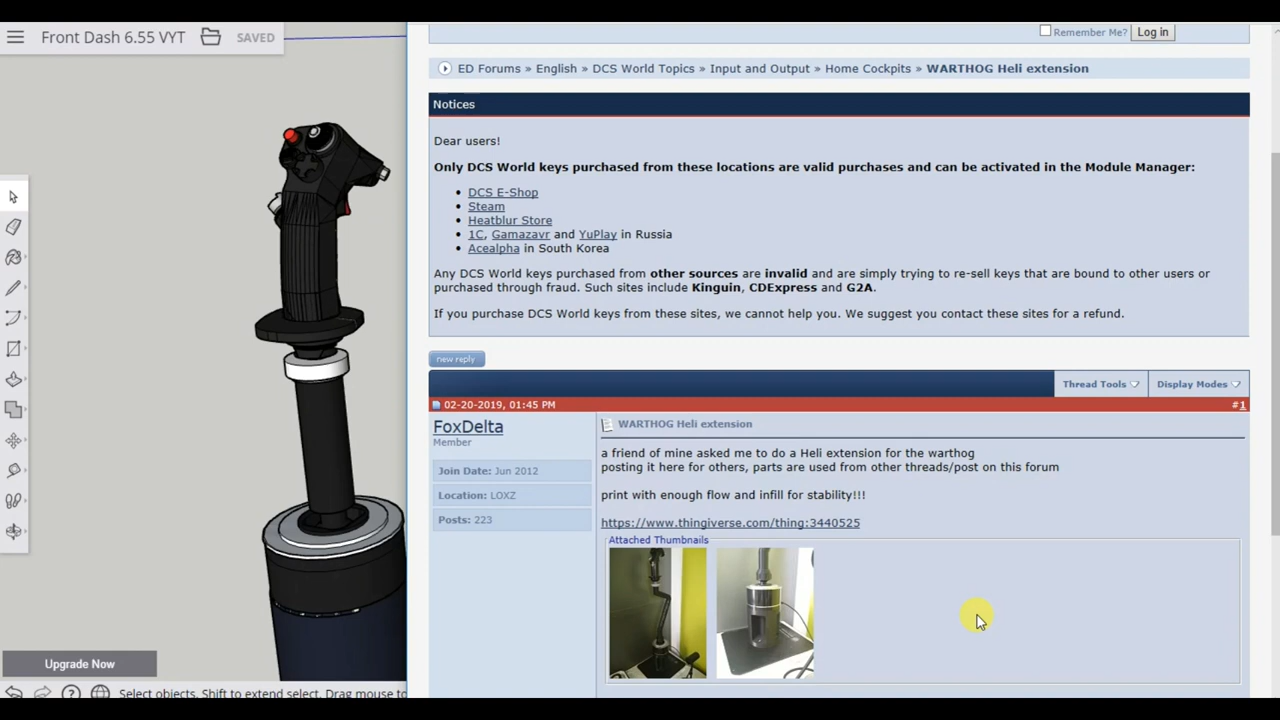 Front Dash 6.55 VYT SAVED
Remember Me? Log in
ED Forums » English » DCS World Topics » Input and Output » Home Cockpits » WARTHOG Heli extension
Notices
Dear users!
Only DCS World keys purchased from these locations are valid purchases and can be activated in the Module Manager:
• DCS E-Shop
• Steam
• Heatblur Store
• 1C, Gamazavr and YuPlay in Russia
• Acealpha in South Korea
Any DCS World keys purchased from other sources are invalid and are simply trying to re-sell keys that are bound to other users or
purchased through fraud. Such sites include Kinguin, CDExpress and G2A.
If you purchase DCS World keys from these sites, we cannot help you. We suggest you contact these sites for a refund.
new reply
Thread Tools Display Modes
02-20-2019, 01:45 PM #1
FoxDelta
Member
Join Date: Jun 2012
Location: LOXZ
Posts: 223
WARTHOG Heli extension
a friend of mine asked me to do a Heli extension for the warthog
posting it here for others, parts are used from other threads/post on this forum
print with enough flow and infill for stability!!!
https://www.thingiverse.com/thing:3440525
Attached Thumbnails
Upgrade Now
Select objects. Shift to extend select. Drag mouse to